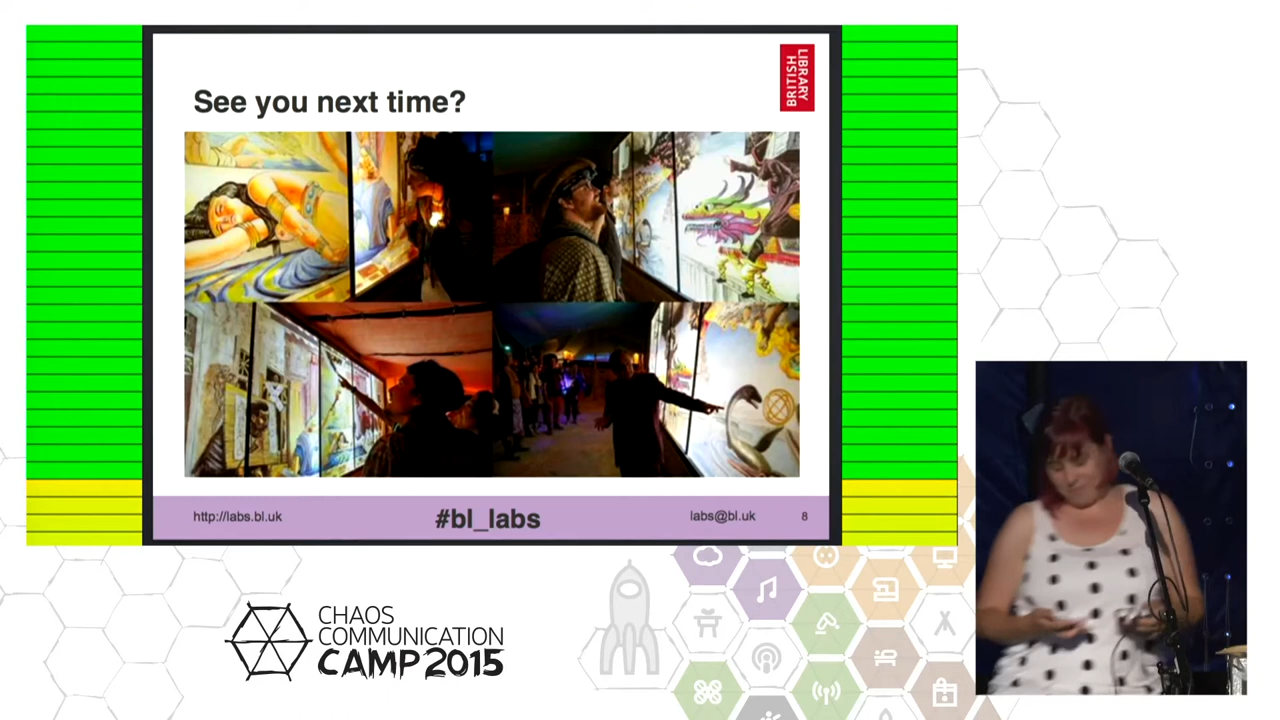 See you next time?
BRITISH
LIBRARY
http://labs.bl.uk
#bl_labs
labs@bl.uk
8
CHAOS
COMMUNICATION
CAMP 2015